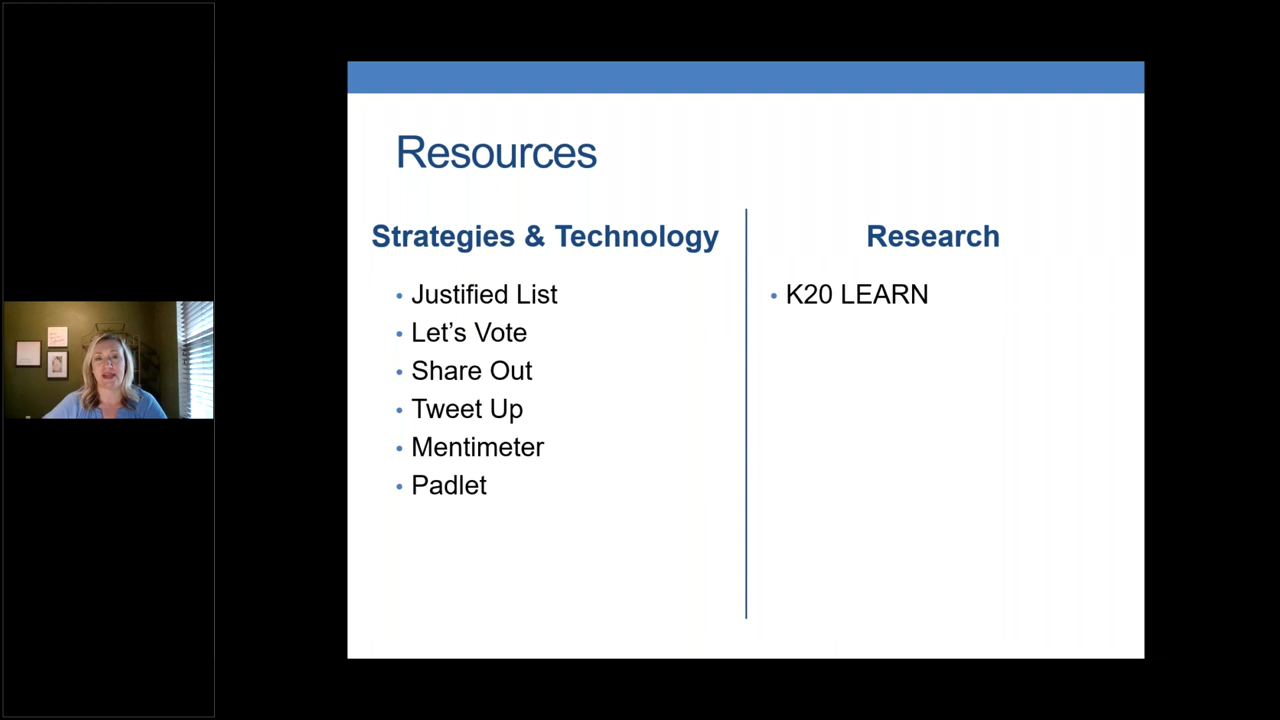 Resources
Strategies & Technology
Justified List
Let’s Vote
Share Out
Tweet Up
Mentimeter
Padlet
Research
K20 LEARN